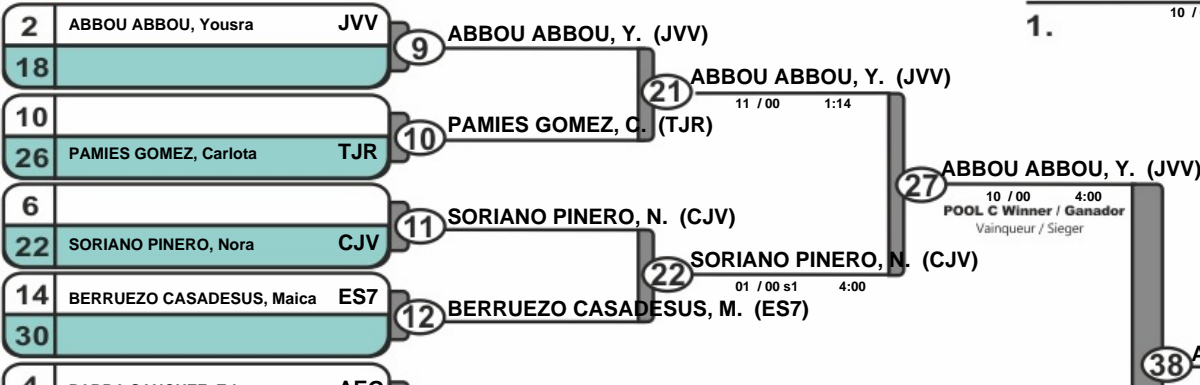 10 /
1.
2 ABBOU ABBOU, Yousra JVV
18
9 ABBOU ABBOU, Y. (JVV)
21 ABBOU ABBOU, Y. (JVV)
11 / 00 1:14
10
26 PAMIES GOMEZ, Carlota TJR
10 PAMIES GOMEZ, C. (TJR)
27 ABBOU ABBOU, Y. (JVV)
10 / 00 4:00
POOL C Winner / Ganador
Vainqueur / Sieger
6
22 SORIANO PINERO, Nora CJV
11 SORIANO PINERO, N. (CJV)
22 SORIANO PINERO, N. (CJV)
01 / 00 s1 4:00
14 BERRUEZO CASADESUS, Maica ES7
30
12 BERRUEZO CASADESUS, M. (ES7)
38
4